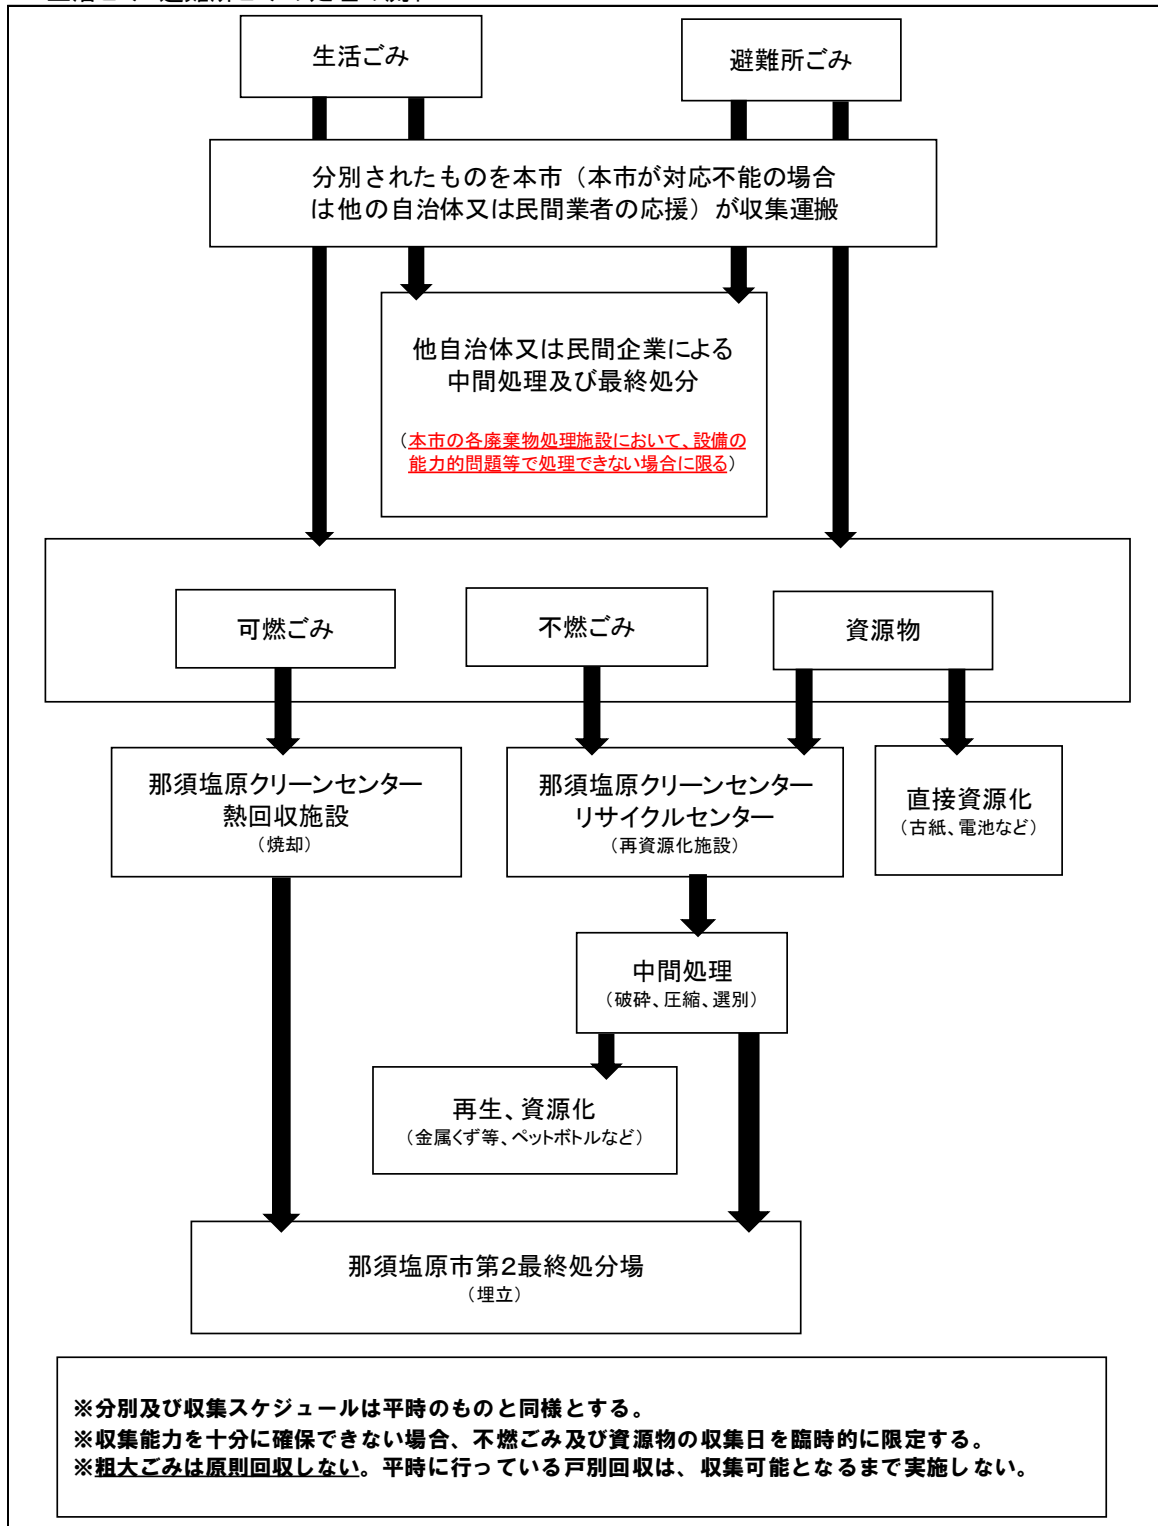 生活ごみ
避難所ごみ
分別されたものを本市（本市が対応不能の場合
は他の自治体又は民間業者の応援）が収集運搬
他自治体又は民間企業による
中間処理及び最終処分
（本市の各廃棄物処理施設において、設備の
能力的問題等で処理できない場合に限る）
可燃ごみ
不燃ごみ
資源物
那須塩原クリーンセンター
熱回収施設
（焼却）
那須塩原クリーンセンター
リサイクルセンター
（再資源化施設）
直接資源化
（古紙、電池など）
中間処理
（破砕、圧縮、選別）
再生、資源化
（金属くず等、ペットボトルなど）
那須塩原市第２最終処分場
（埋立）
※分別及び収集スケジュールは平時のものと同様とする。
※収集能力を十分に確保できない場合、不燃ごみ及び資源物の収集日を臨時的に限定する。
※粗大ごみは原則回収しない。平時に行っている戸別回収は、収集可能となるまで実施しない。